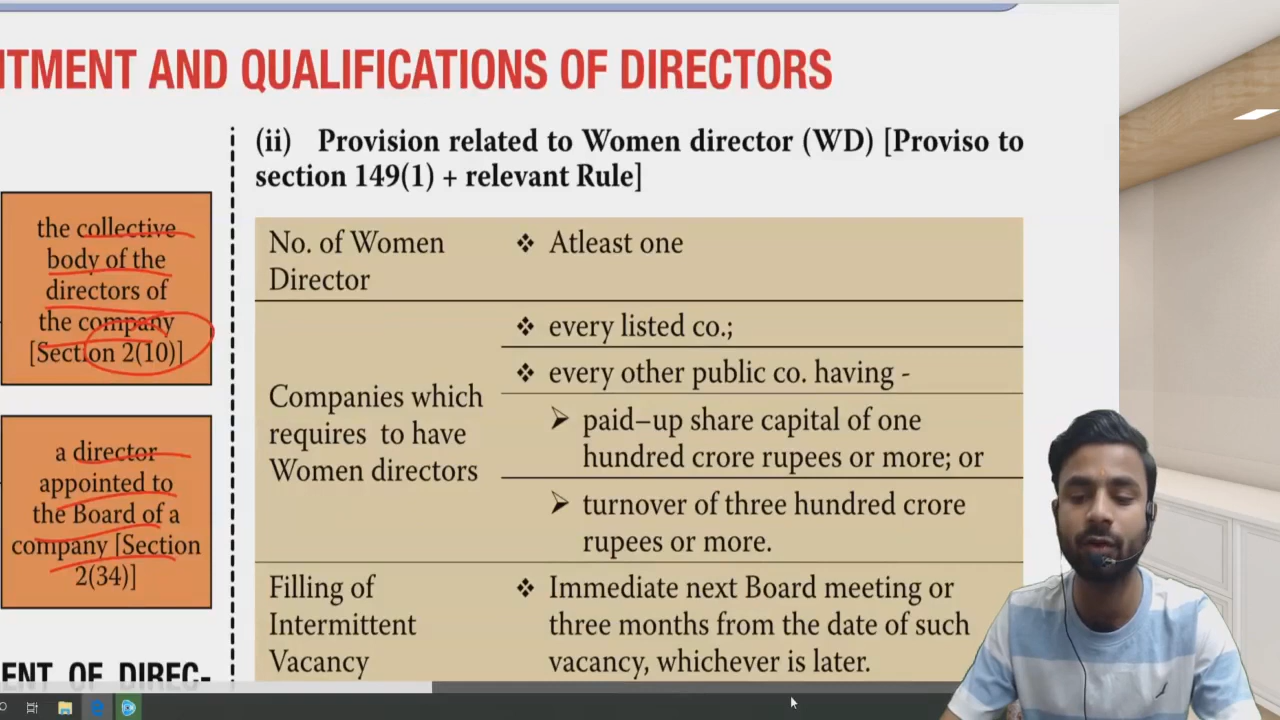 ITMENT AND QUALIFICATIONS OF DIRECTORS
the collective
body of the
directors of
the company
[Section 2(10)]
a director
appointed to
the Board of a
company [Section
2(34)]
ENT OF DIREC-
(ii) Provision related to Women director (WD) [Proviso to
section 149(1) + relevant Rule]
No. of Women
Director
❖ Atleast one
Companies which
requires to have
Women directors
❖ every listed co.;
❖ every other public co. having -
➢ paid–up share capital of one
hundred crore rupees or more; or
➢ turnover of three hundred crore
rupees or more.
Filling of
Intermittent
Vacancy
❖ Immediate next Board meeting or
three months from the date of such
vacancy, whichever is later.